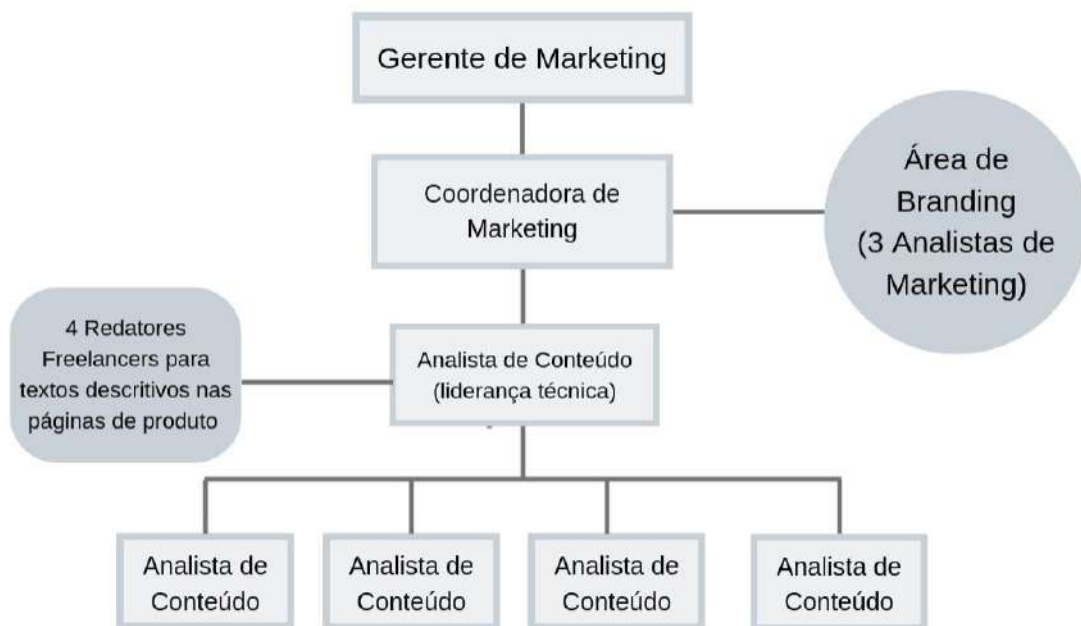 Gerente de Marketing
Coordenadora de
Marketing
Área de
Branding
(3 Analistas de
Marketing)
4 Redatores
Freelancers para
textos descritivos nas
páginas de produto
Analista de Conteúdo
(liderança técnica)
Analista de
Conteúdo
Analista de
Conteúdo
Analista de
Conteúdo
Analista de
Conteúdo